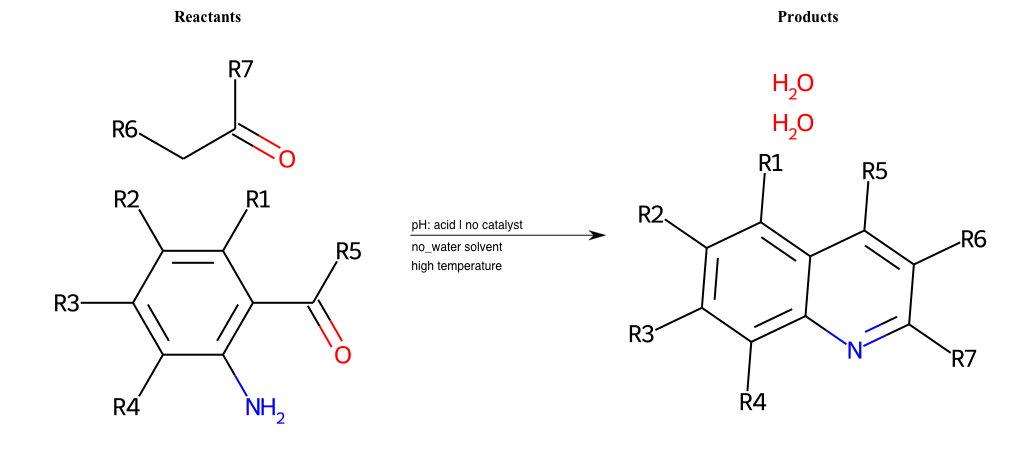 Reactants
Products
R7
R6
O
R2
R1
R5
R3
O
R4
NH2
pH: acid | no catalyst
no_water solvent
high temperature
H2O
H2O
R1
R5
R2
R6
R3
N
R7
R4